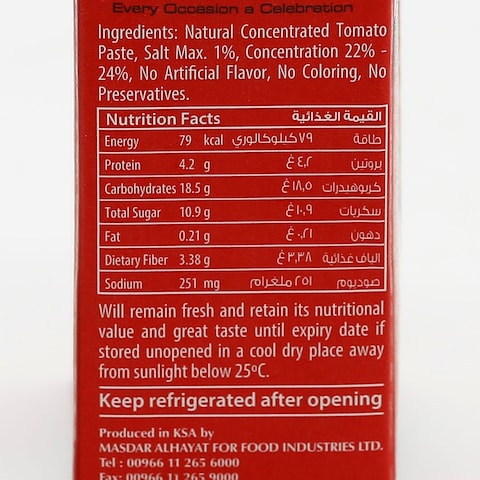 Every Occasion a Celebration
Ingredients: Natural Concentrated Tomato
Paste, Salt Max. 1%, Concentration 22% -
24%, No Artificial Flavor, No Coloring, No
Preservatives.
Nutrition Facts القيمة الغذائية
Energy 79 kcal ٧٩ كيلوكالوري طاقة
Protein 4.2 g ٤,٢ غ بروتين
Carbohydrates 18.5 g ١٨,٥ غ كربوهيدرات
Total Sugar 10.9 g ١٠,٩ غ سكريات
Fat 0.21 g ٠,٢١ غ دهون
Dietary Fiber 3.38 g ٣,٣٨ غ الياف غذائية
Sodium 251 mg ٢٥١ ملغرام صوديوم
Will remain fresh and retain its nutritional
value and great taste until expiry date if
stored unopened in a cool dry place away
from sunlight below 25ºC.
Keep refrigerated after opening
Produced in KSA by
MASDAR ALHAYAT FOR FOOD INDUSTRIES LTD.
Tel : 00966 11 265 6000
Fax: 00966 11 265 9000